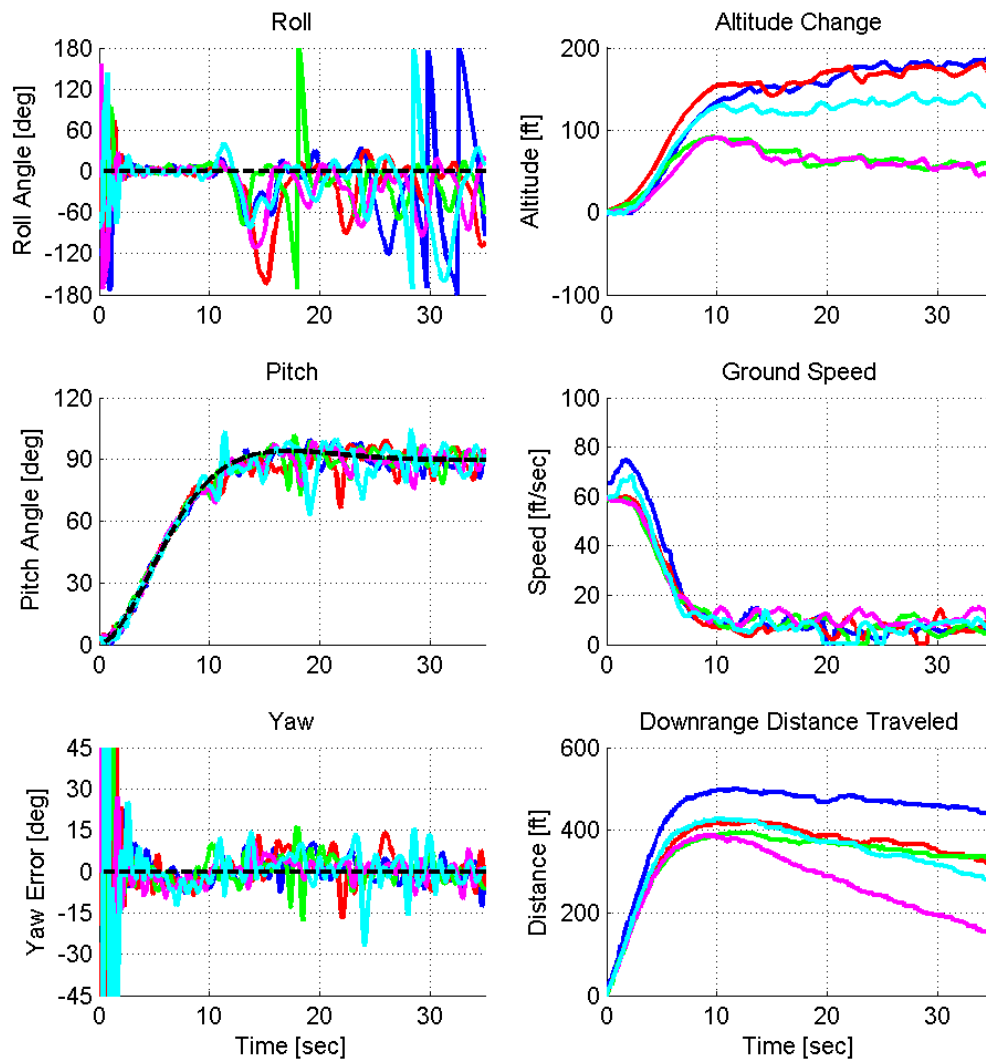 Roll
180
120
60
0
-60
-120
-180
Roll Angle [deg]
0 10 20 30
Altitude Change
200
100
0
-100
Altitude [ft]
0 10 20 30
Pitch
120
90
60
30
0
Pitch Angle [deg]
0 10 20 30
Ground Speed
100
80
60
40
20
0
Speed [ft/sec]
0 10 20 30
Yaw
45
30
15
0
-15
-30
-45
Yaw Error [deg]
0 10 20 30
Time [sec]
Downrange Distance Traveled
600
400
200
0
Distance [ft]
0 10 20 30
Time [sec]